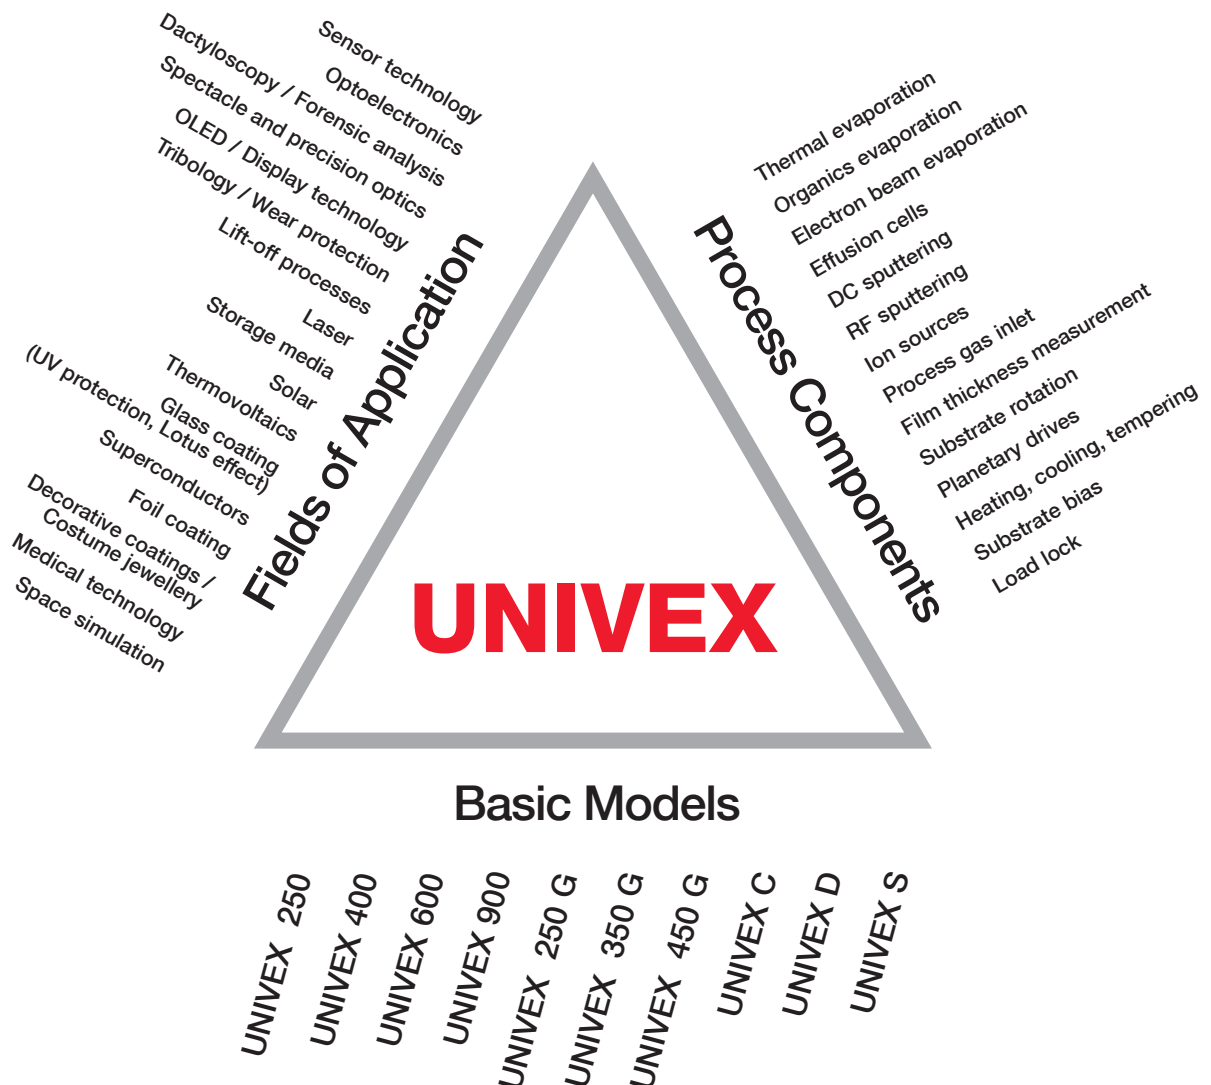 Sensor technology
Optoelectronics
Dactyloscopy / Forensic analysis
Spectacle and precision optics
OLED / Display technology
Tribology / Wear protection
Lift-off processes
Laser
Storage media
Solar
Thermovoltaics
Glass coating
(UV protection, Lotus effect)
Superconductors
Foil coating
Decorative coatings /
Costume jewellery
Medical technology
Space simulation
Fields of Application
Process Components
Thermal evaporation
Organics evaporation
Electron beam evaporation
Effusion cells
DC sputtering
RF sputtering
Ion sources
Process gas inlet
Film thickness measurement
Substrate rotation
Planetary drives
Heating, cooling, tempering
Substrate bias
Load lock
UNIVEX
Basic Models
UNIVEX 250
UNIVEX 400
UNIVEX 600
UNIVEX 900
UNIVEX 250 G
UNIVEX 350 G
UNIVEX 450 G
UNIVEX C
UNIVEX D
UNIVEX S